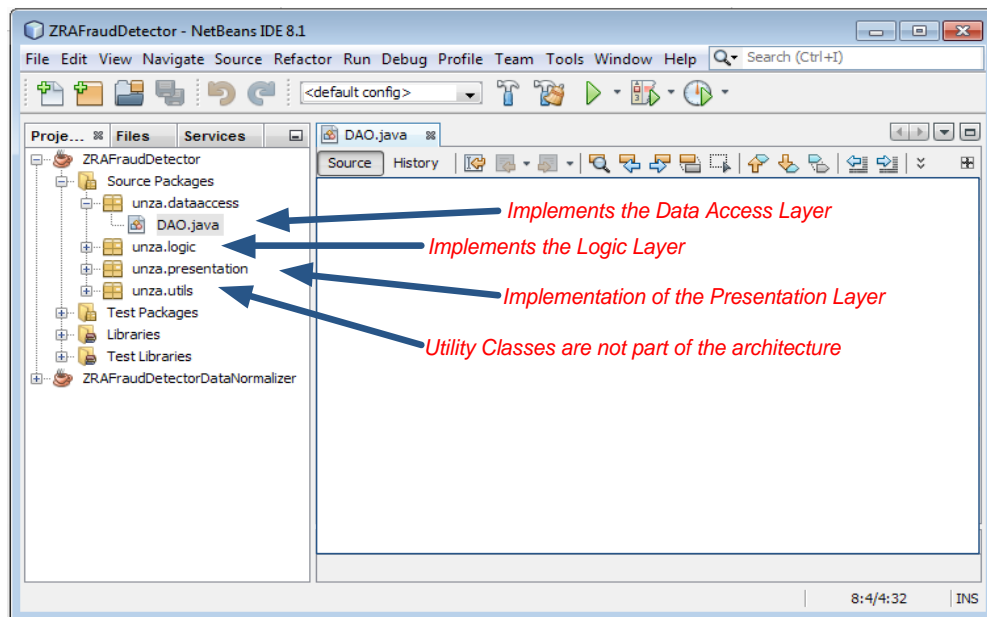 ZRAFraudDetector - NetBeans IDE 8.1
File Edit View Navigate Source Refactor Run Debug Profile Team Tools Window Help Search (Ctrl+I)
<default config>
Proje... Files Services
DAO.java
Source History
ZRAFraudDetector
Source Packages
unza.dataaccess
Implements the Data Access Layer
DAO.java
unza.logic
Implements the Logic Layer
unza.presentation
Implementation of the Presentation Layer
unza.utils
Utility Classes are not part of the architecture
Test Packages
Libraries
Test Libraries
ZRAFraudDetectorDataNormalizer
8:4/4:32 INS